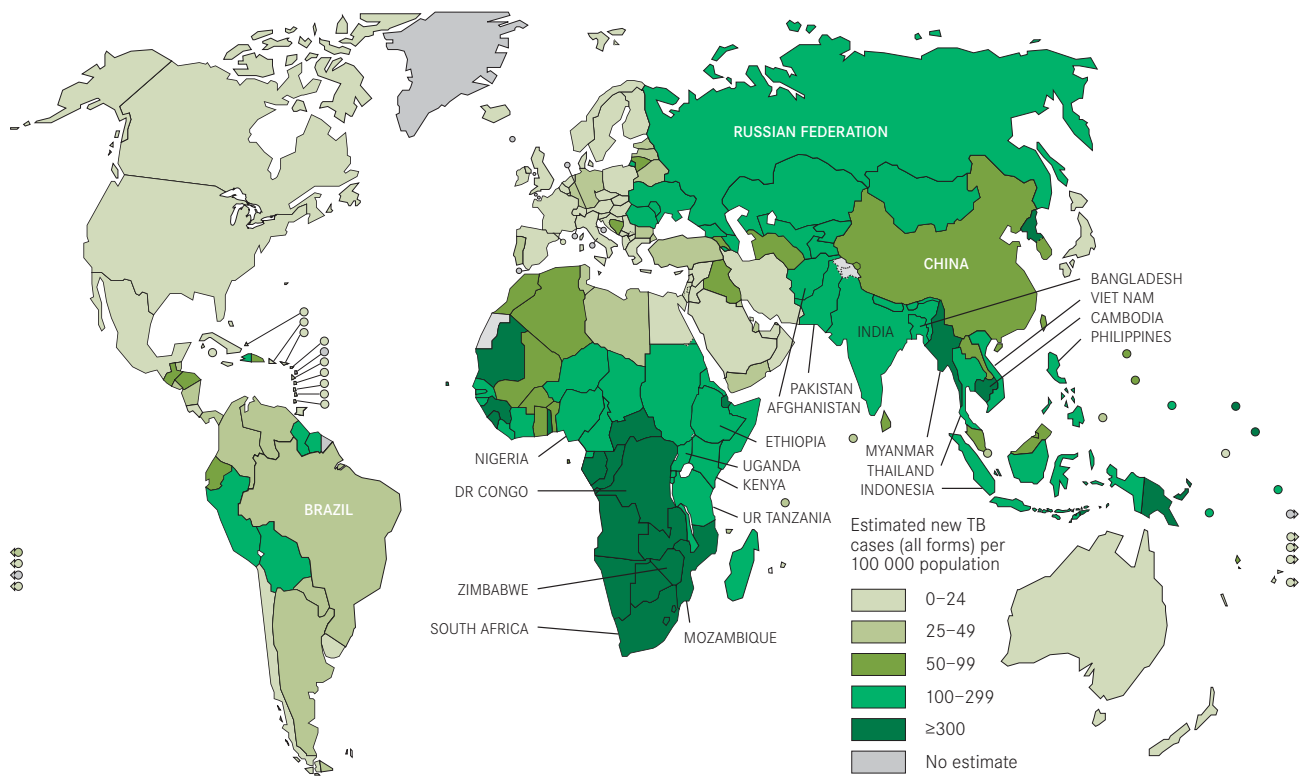 RUSSIAN FEDERATION
CHINA
BANGLADESH
VIET NAM
CAMBODIA
PHILIPPINES
INDIA
PAKISTAN
AFGHANISTAN
ETHIOPIA
MYANMAR
THAILAND
INDONESIA
NIGERIA
UGANDA
KENYA
DR CONGO
UR TANZANIA
BRAZIL
ZIMBABWE
SOUTH AFRICA
MOZAMBIQUE
Estimated new TB
cases (all forms) per
100 000 population
0–24
25–49
50–99
100–299
≥300
No estimate